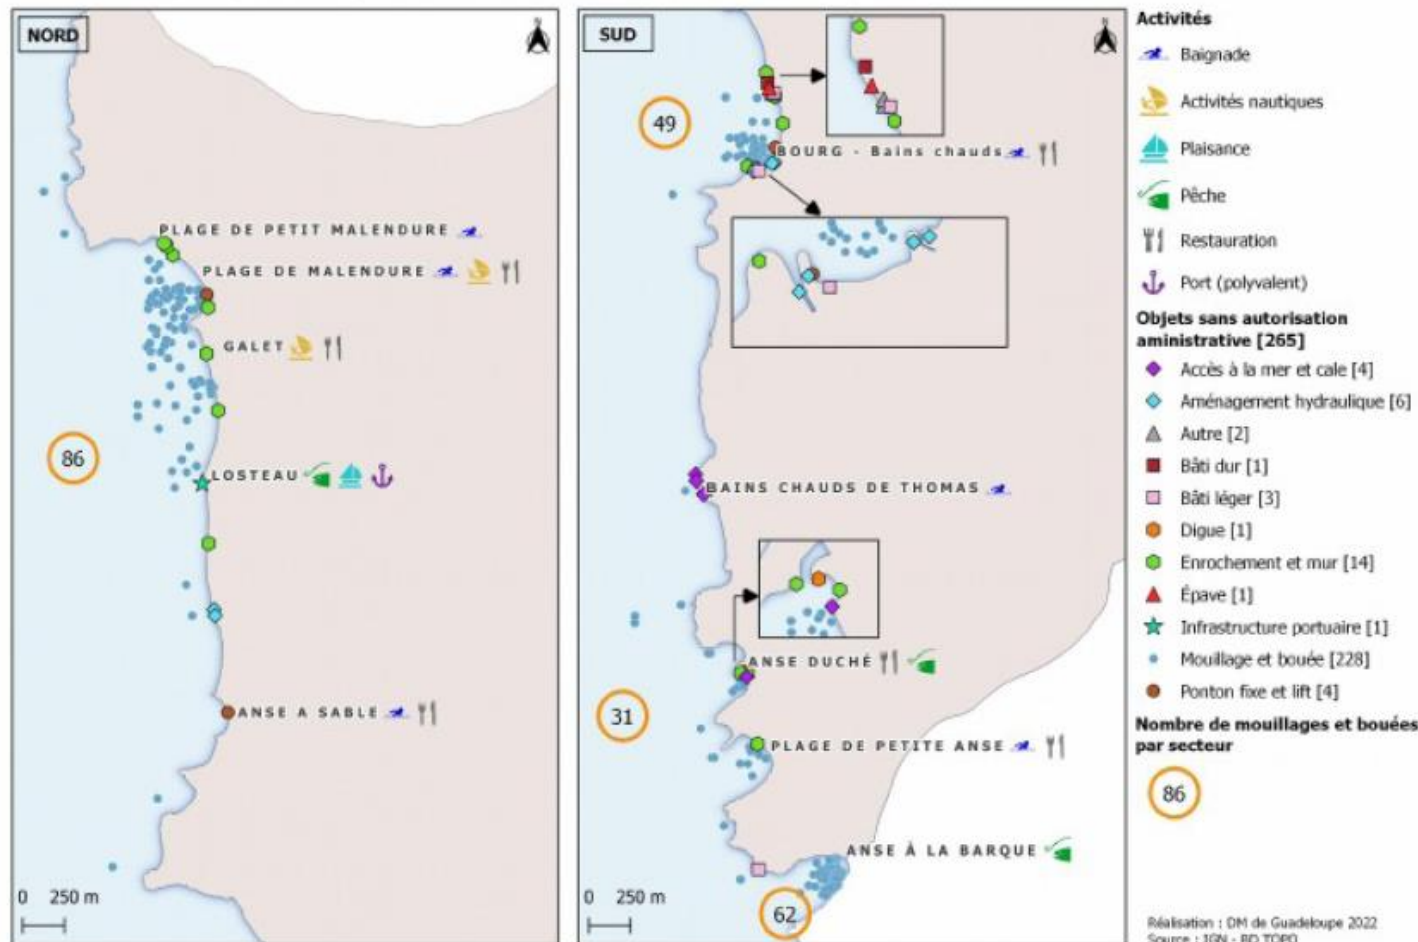 NORD
N
PLAGE DE PETIT MALENDURE
PLAGE DE MALENDURE
GALET
86
LOSTEAU
ANSE A SABLE
0 250 m
SUD
N
49
BOURG - Bains chauds
BAINS CHAUDS DE THOMAS
ANSE DUCHÉ
31
PLAGE DE PETITE ANSE
ANSE À LA BARQUE
0 250 m
62
Activités
Baignade
Activités nautiques
Plaisance
Pêche
Restauration
Port (polyvalent)
Objets sans autorisation
aministrative [265]
Accès à la mer et cale [4]
Aménagement hydraulique [6]
Autre [2]
Bâti dur [1]
Bâti léger [3]
Digue [1]
Enrochement et mur [14]
Épave [1]
Infrastructure portuaire [1]
Mouillage et bouée [228]
Ponton fixe et lift [4]
Nombre de mouillages et bouées
par secteur
86
Réalisation : DM de Guadeloupe 2022
Source : IGN - BD TOPO